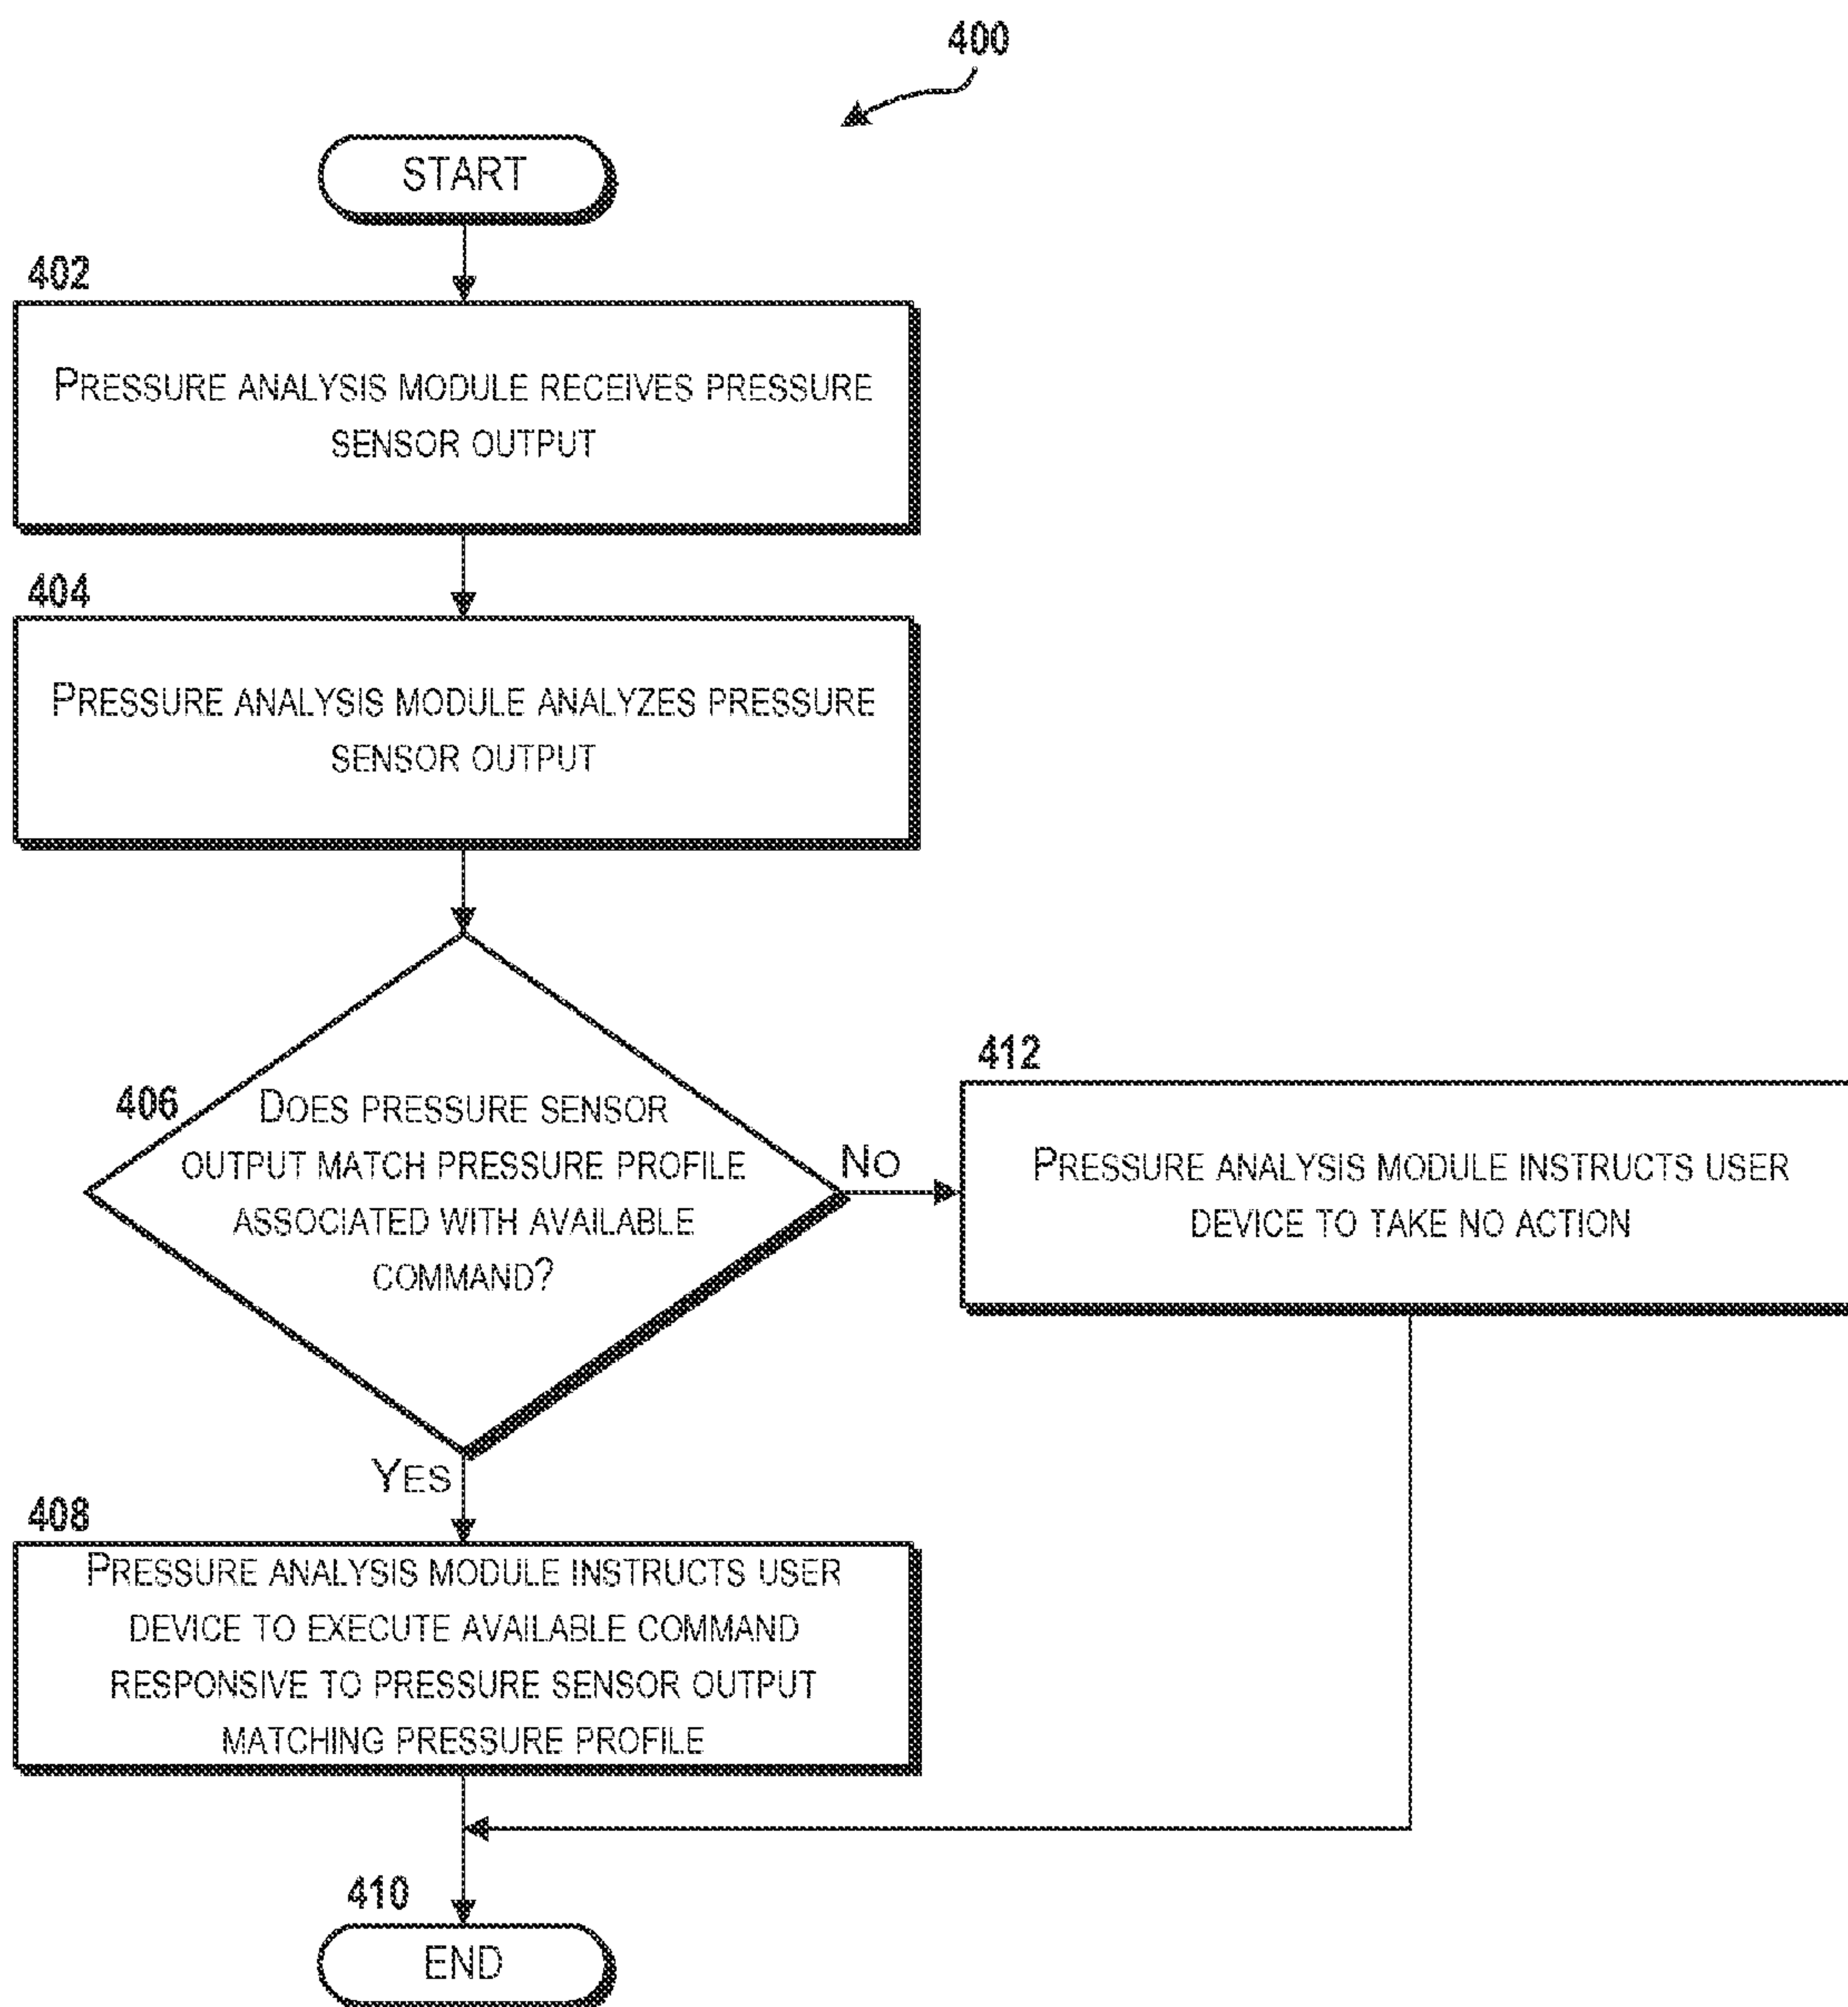 400
START
402
PRESSURE ANALYSIS MODULE RECEIVES PRESSURE
SENSOR OUTPUT
404
PRESSURE ANALYSIS MODULE ANALYZES PRESSURE
SENSOR OUTPUT
406
DOES PRESSURE SENSOR
OUTPUT MATCH PRESSURE PROFILE
ASSOCIATED WITH AVAILABLE
COMMAND?
NO
412
PRESSURE ANALYSIS MODULE INSTRUCTS USER
DEVICE TO TAKE NO ACTION
YES
408
PRESSURE ANALYSIS MODULE INSTRUCTS USER
DEVICE TO EXECUTE AVAILABLE COMMAND
RESPONSIVE TO PRESSURE SENSOR OUTPUT
MATCHING PRESSURE PROFILE
410
END